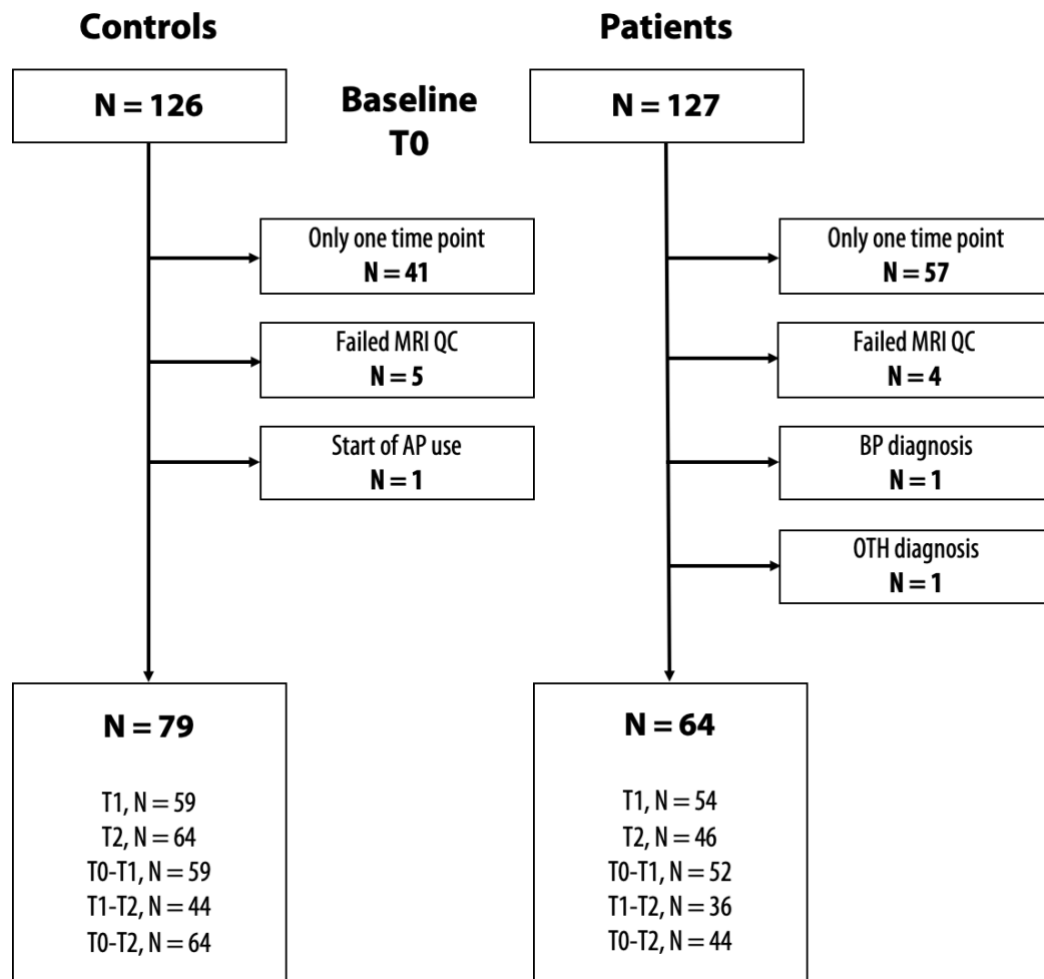 Controls
N = 126
Only one time point
N = 41
Failed MRI QC
N = 5
Start of AP use
N = 1
N = 79
T1, N = 59
T2, N = 64
T0-T1, N = 59
T1-T2, N = 44
T0-T2, N = 64
Baseline
T0
Patients
N = 127
Only one time point
N = 57
Failed MRI QC
N = 4
BP diagnosis
N = 1
OTH diagnosis
N = 1
N = 64
T1, N = 54
T2, N = 46
T0-T1, N = 52
T1-T2, N = 36
T0-T2, N = 44